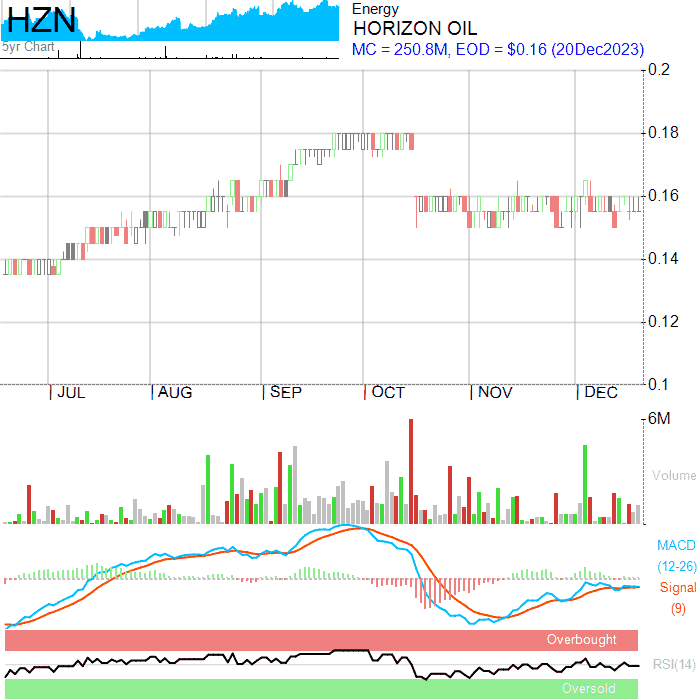 HZN
5yr Chart
Energy
HORIZON OIL
MC = 250.8M, EOD = $0.16 (20Dec2023)
0.2
0.18
0.16
0.14
0.12
0.1
JUL AUG SEP OCT NOV DEC
6M
Volume
MACD
(12-26)
Signal
(9)
Overbought
RSI(14)
Oversold